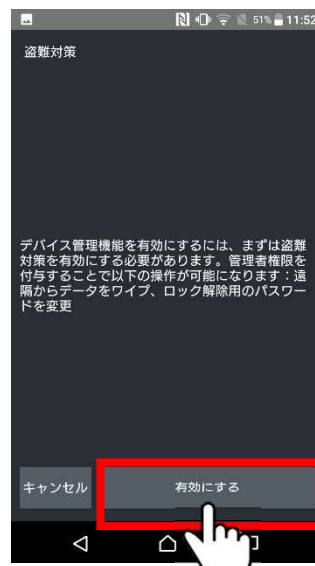 51% 11:52
盗難対策
デバイス管理機能を有効にするには、まずは盗難
対策を有効にする必要があります。管理者権限を
付与することで以下の操作が可能になります：遠
隔からデータをワイプ、ロック解除用のパスワー
ドを変更
キャンセル 有効にする